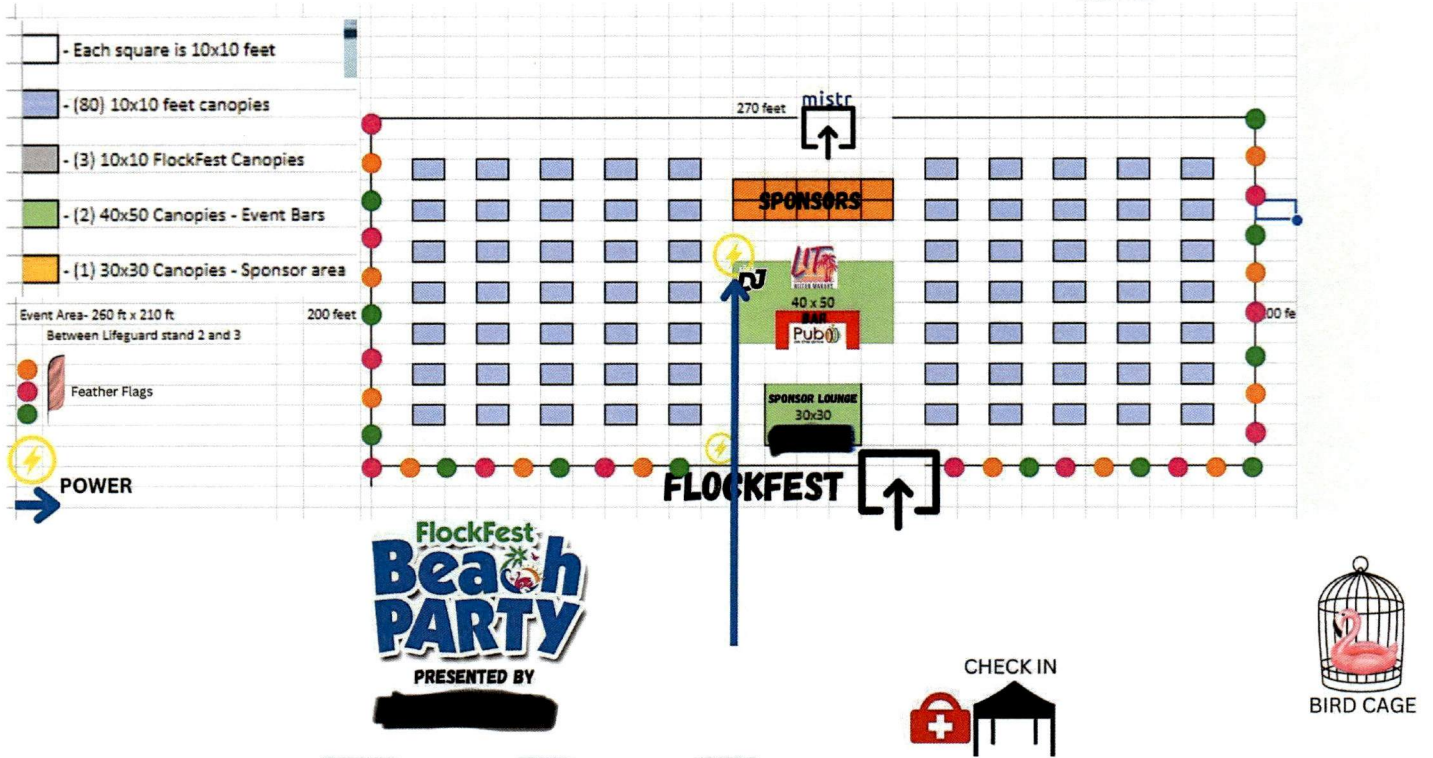 - Each square is 10x10 feet
- (80) 10x10 feet canopies
- (3) 10x10 FlockFest Canopies
- (2) 40x50 Canopies - Event Bars
- (1) 30x30 Canopies - Sponsor area
Event Area- 260 ft x 210 ft
Between Lifeguard stand 2 and 3
Feather Flags
POWER
270 feet
mistr
200 feet
00 fe
SPONSORS
LIT
DJ
40 x 50
BAR
Pub
SPONSOR LOUNGE
30x30
FLOCKFEST
FlockFest
Beach
PARTY
PRESENTED BY
CHECK IN
BIRD CAGE